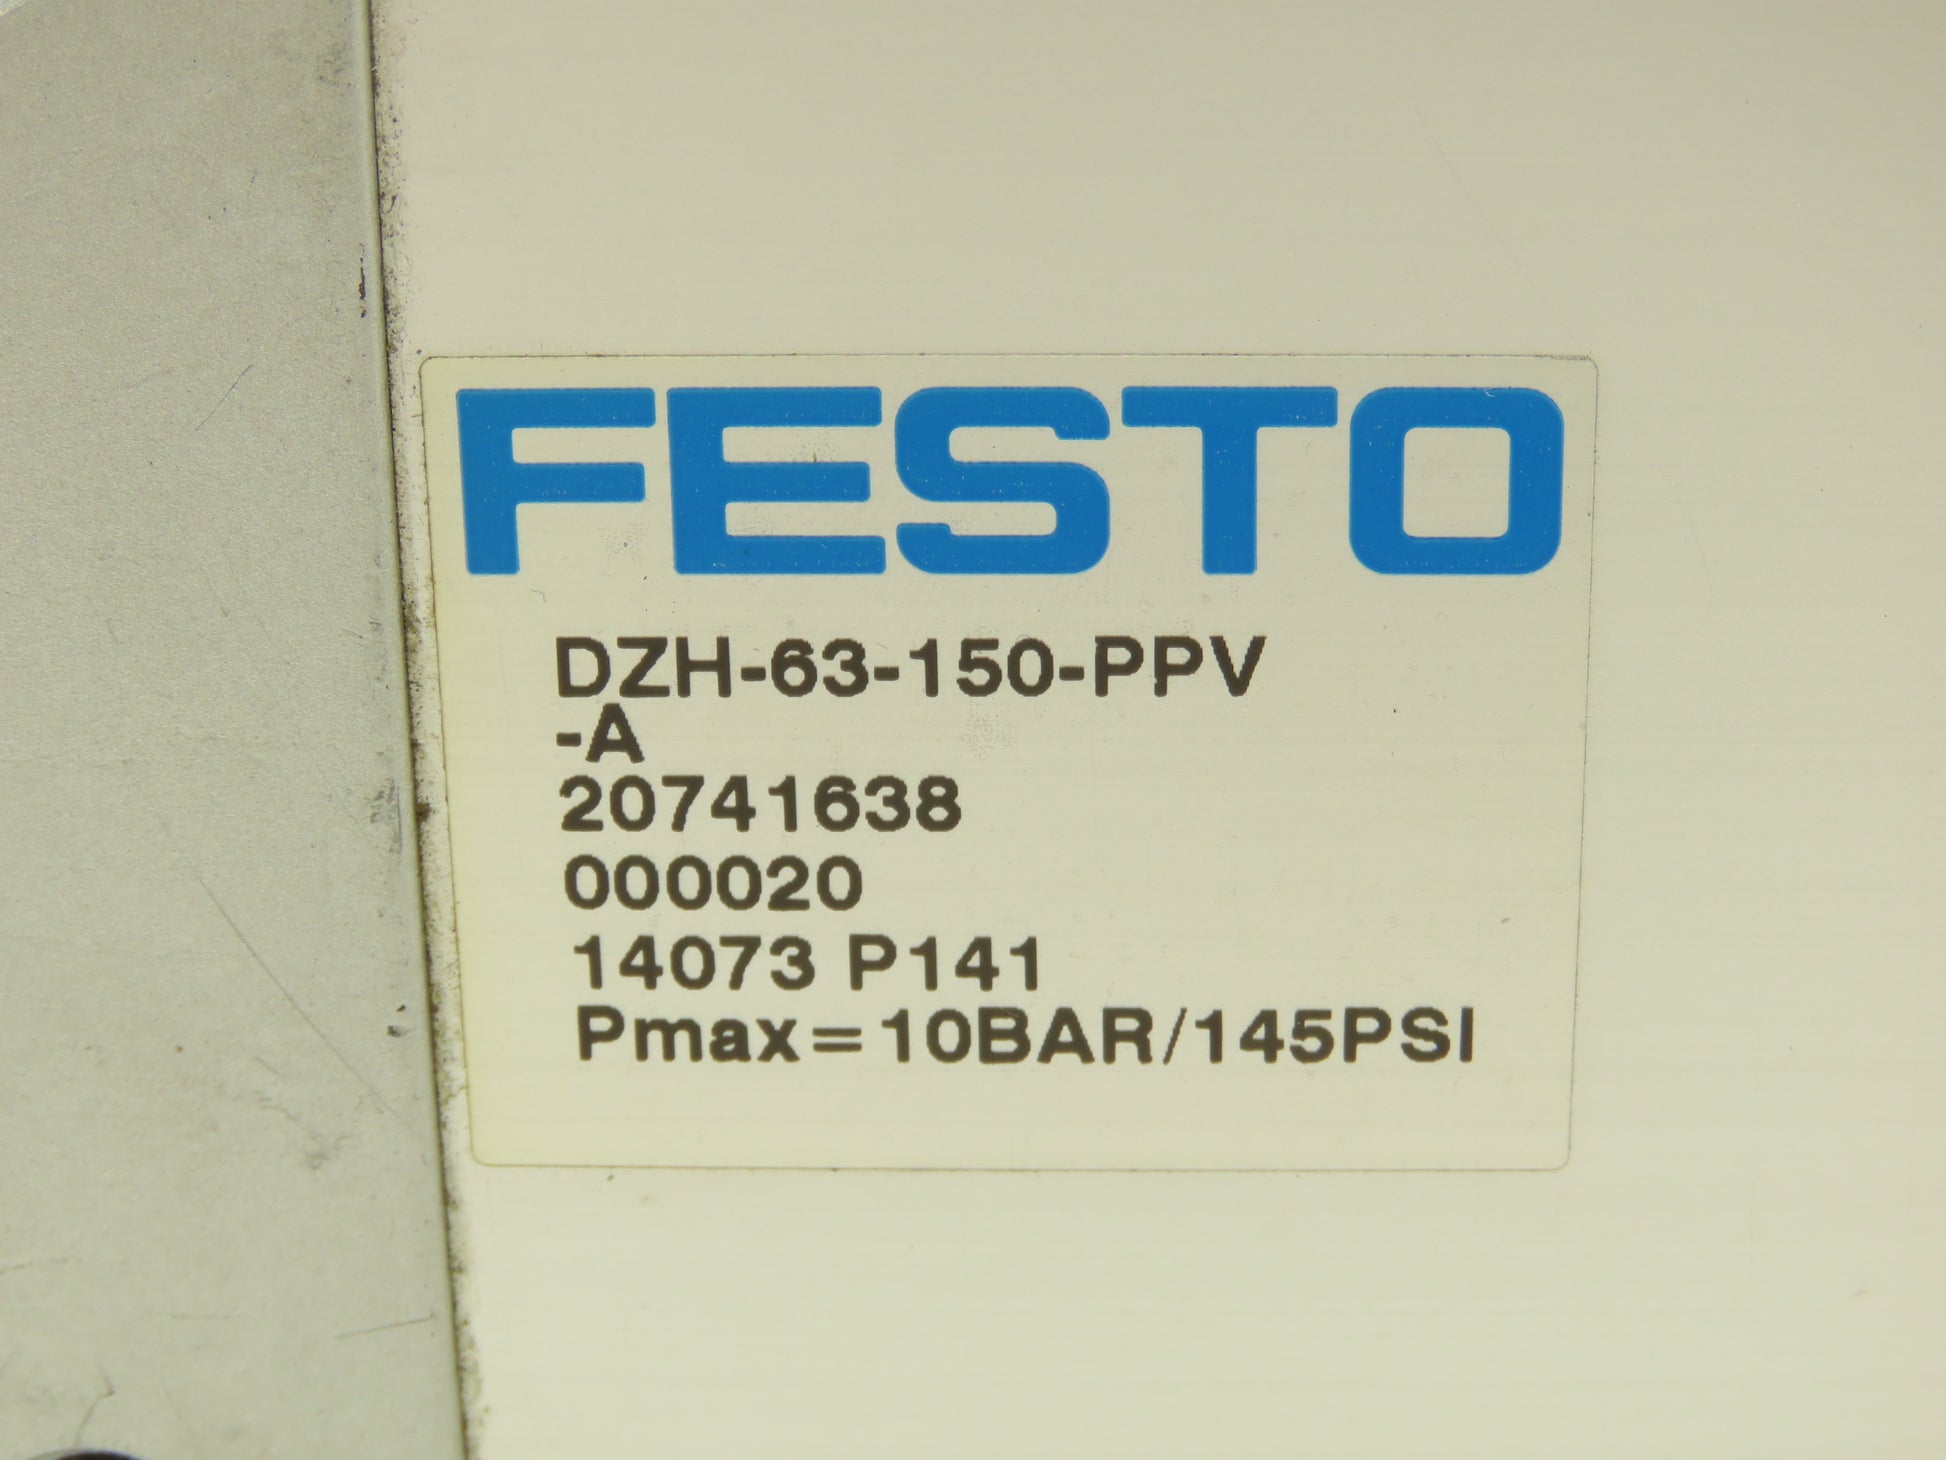 FESTO
DZH-63-150-PPV
-A
20741638
000020
14073 P141
Pmax=10BAR/145PSI